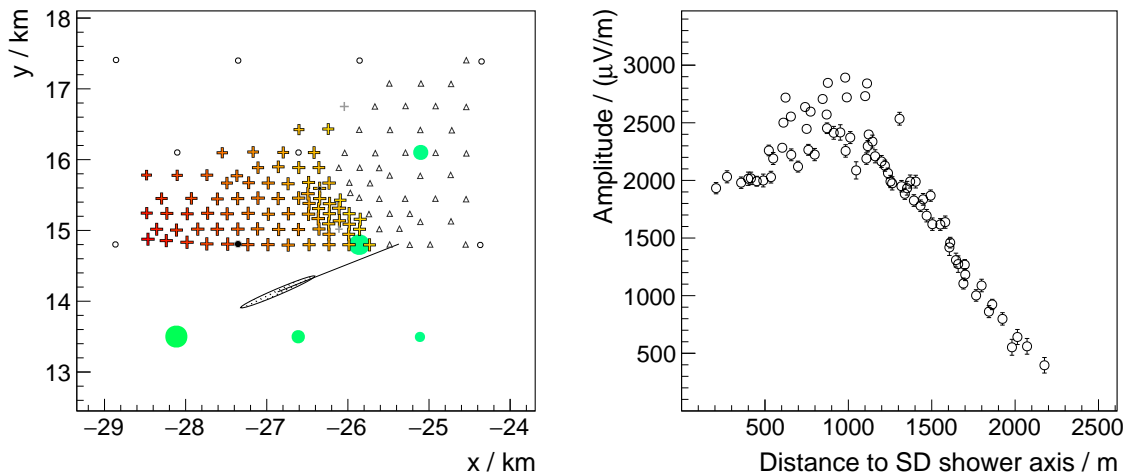 y / km
18
17
16
15
14
13
−29 −28 −27 −26 −25 −24
x / km
Amplitude / (μV/m)
3000
2500
2000
1500
1000
500
500 1000 1500 2000 2500
Distance to SD shower axis / m